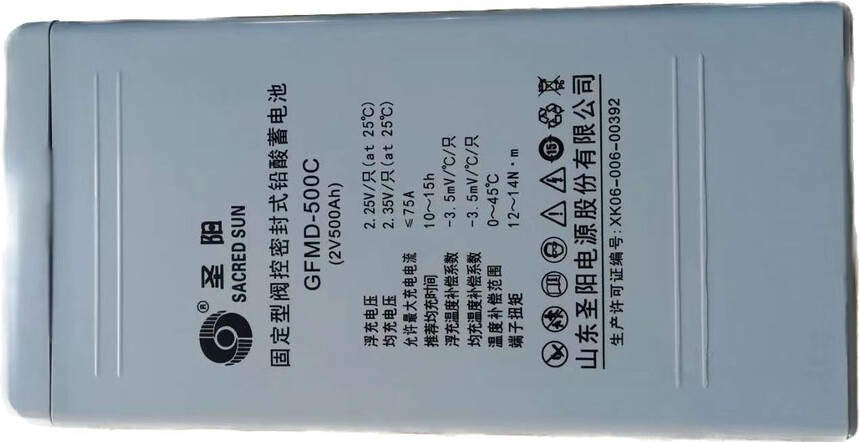 ®
圣阳
SACRED SUN
固定型阀控密封式铅酸蓄电池
GFMD-500C
(2V500Ah)
浮充电压 2.25V/只(at 25℃)
均充电压 2.35V/只(at 25℃)
允许最大充电电流 ≤75A
推荐均充时间 10～15h
浮充温度补偿系数 -3.5mV/℃/只
均充温度补偿系数 -3.5mV/℃/只
温度补偿范围 0～45℃
端子扭矩 12～14N·m
15
山东圣阳电源股份有限公司
生产许可证编号: XK06-006-00392